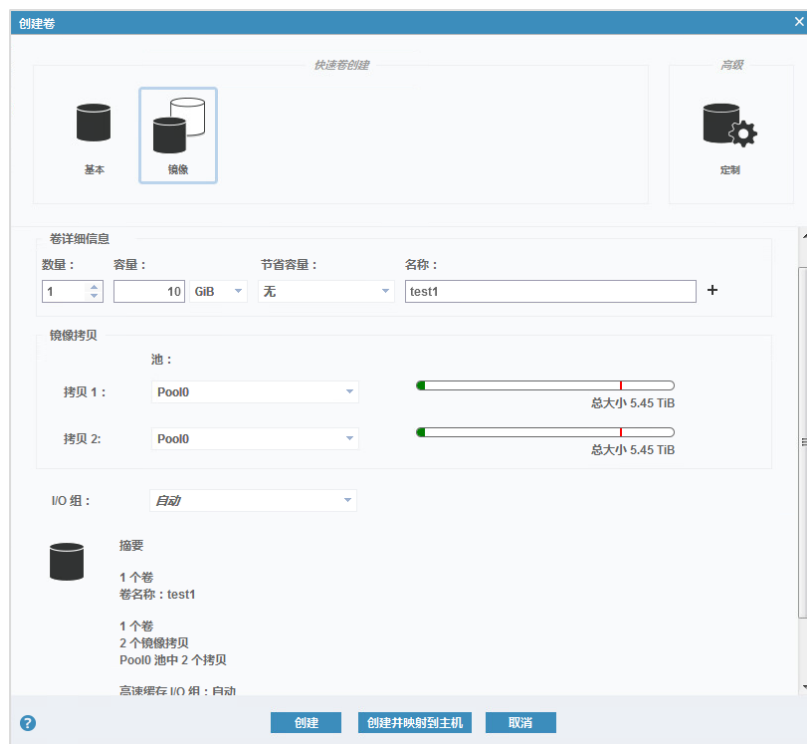 创建卷
快速卷创建
高级
基本
镜像
定制
卷详细信息
数量： 容量： 节省容量： 名称：
1 10 GiB 无 test1 +
镜像拷贝
池：
拷贝 1： Pool0
总大小 5.45 TiB
拷贝 2: Pool0
总大小 5.45 TiB
I/O 组： 自动
摘要
1 个卷
卷名称：test1
1 个卷
2 个镜像拷贝
Pool0 池中 2 个拷贝
高速缓存 I/O 组：自动
? 创建 创建并映射到主机 取消